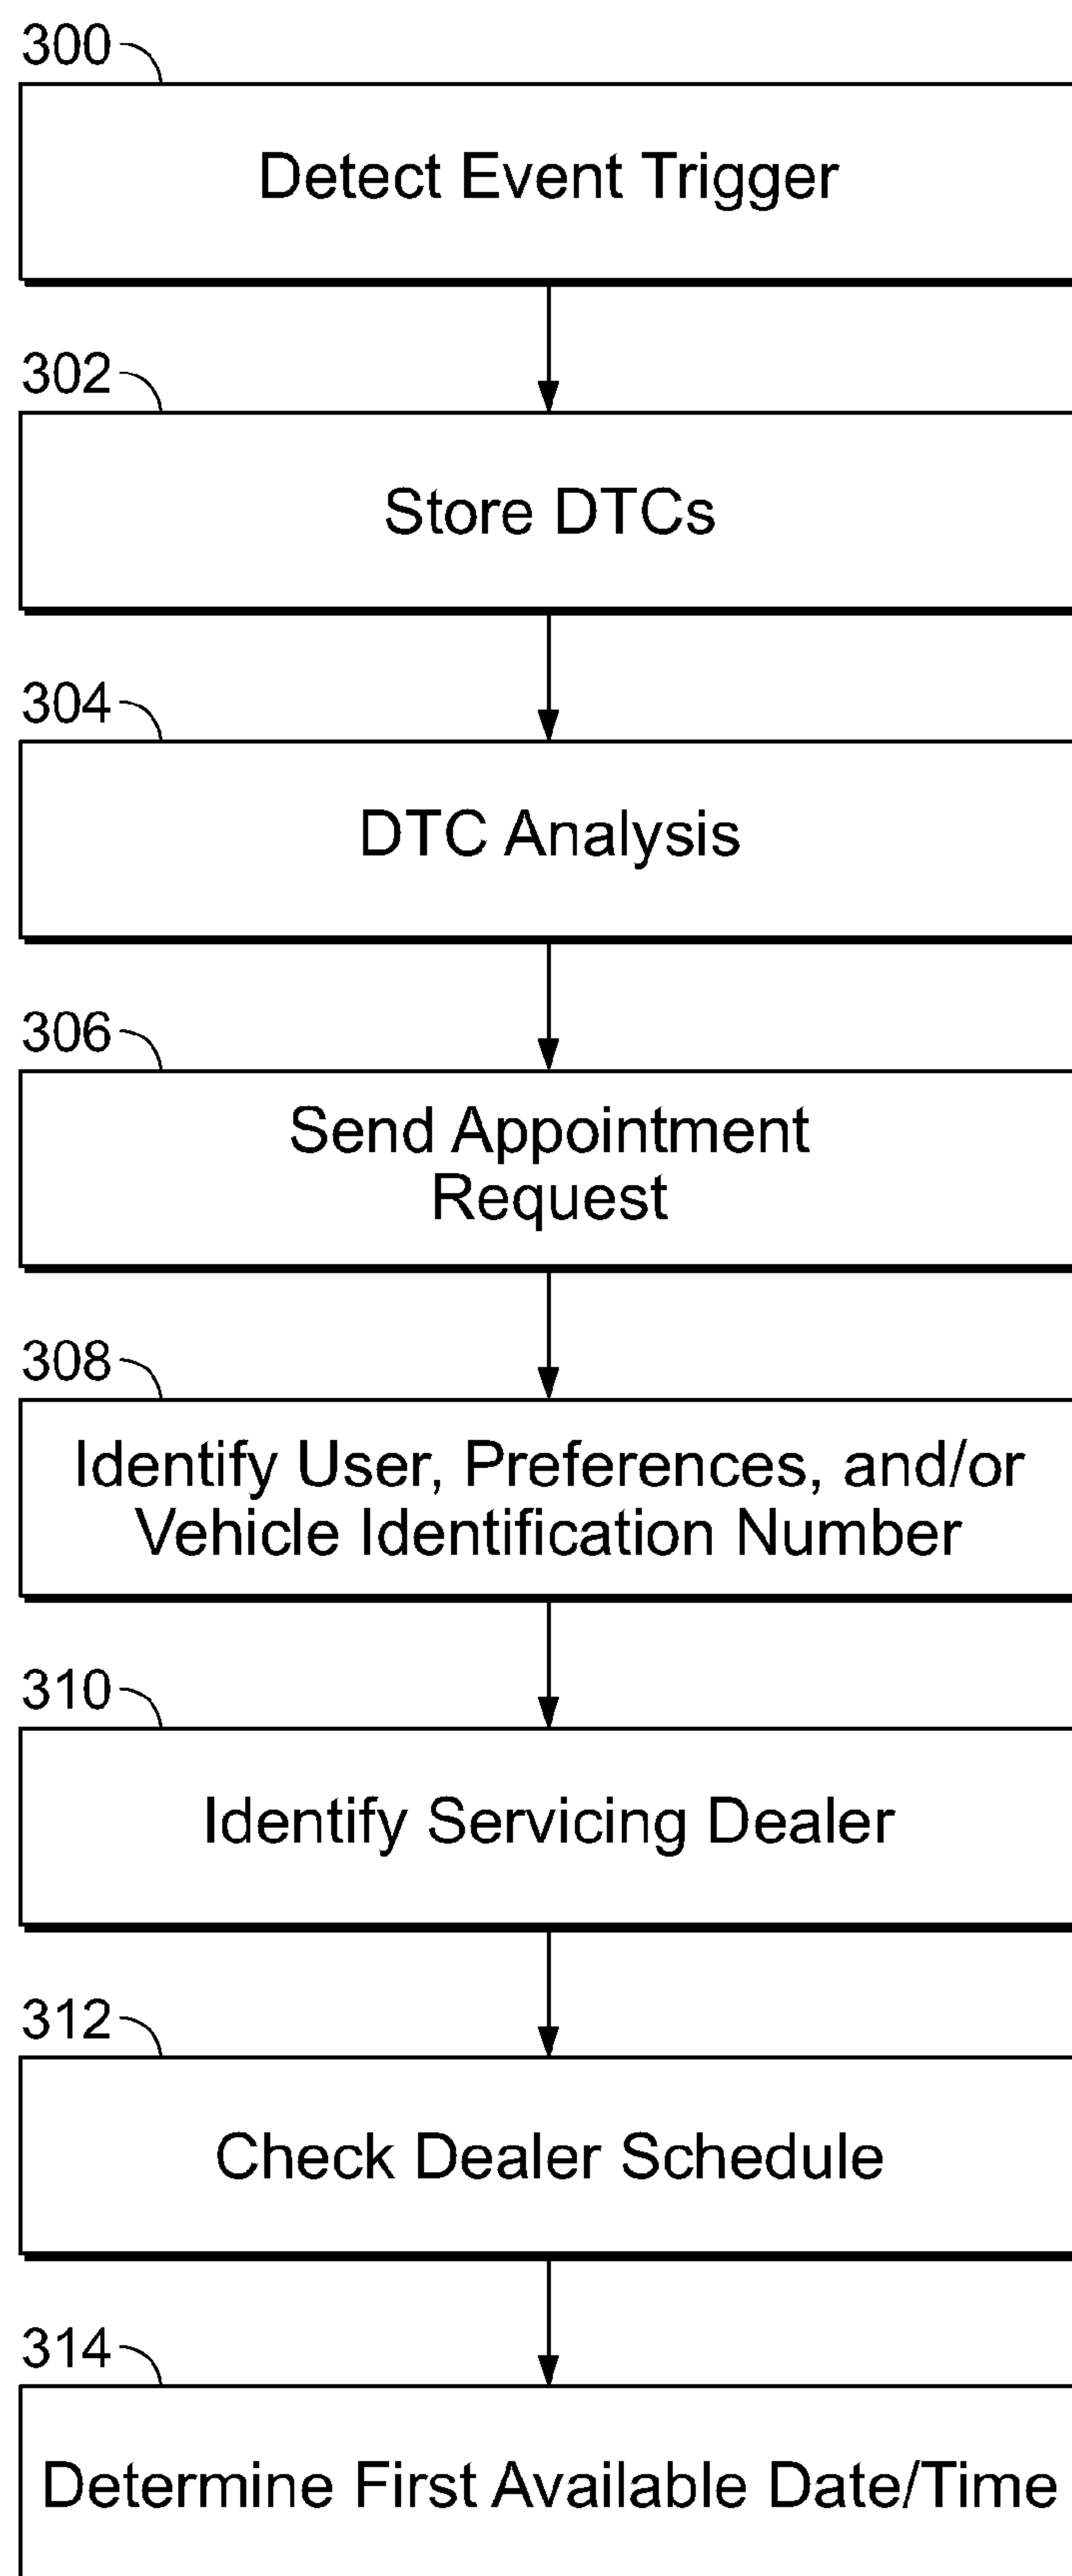 300
Detect Event Trigger
302
Store DTCs
304
DTC Analysis
306
Send Appointment
Request
308
Identify User, Preferences, and/or
Vehicle Identification Number
310
Identify Servicing Dealer
312
Check Dealer Schedule
314
Determine First Available Date/Time